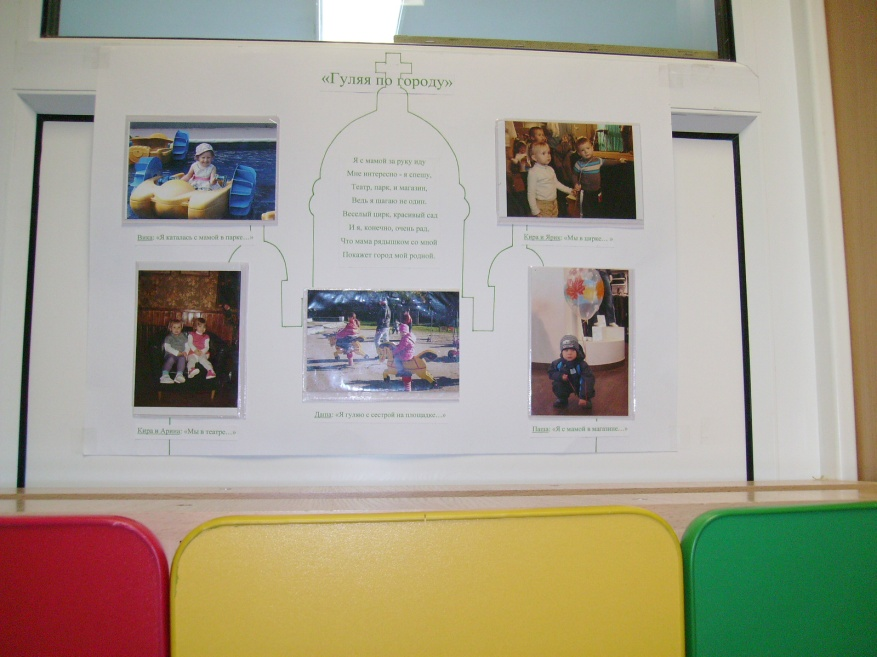 «Гуляя по городу»
Я с мамой за руку иду
Мне интересно - я спешу.
Театр, парк, и магазин,
Ведь я шагаю не один.
Веселый цирк, красивый сад
И я, конечно, очень рад,
Что мама рядышком со мной
Покажет город мой родной.
Вика: «Я каталась с мамой в парке…»
Кира и Ярик: «Мы в цирке…»
Кира и Арина: «Мы в театре…»
Даша: «Я гуляю с сестрой на площадке…»
Паша: «Я с мамой в магазине…»